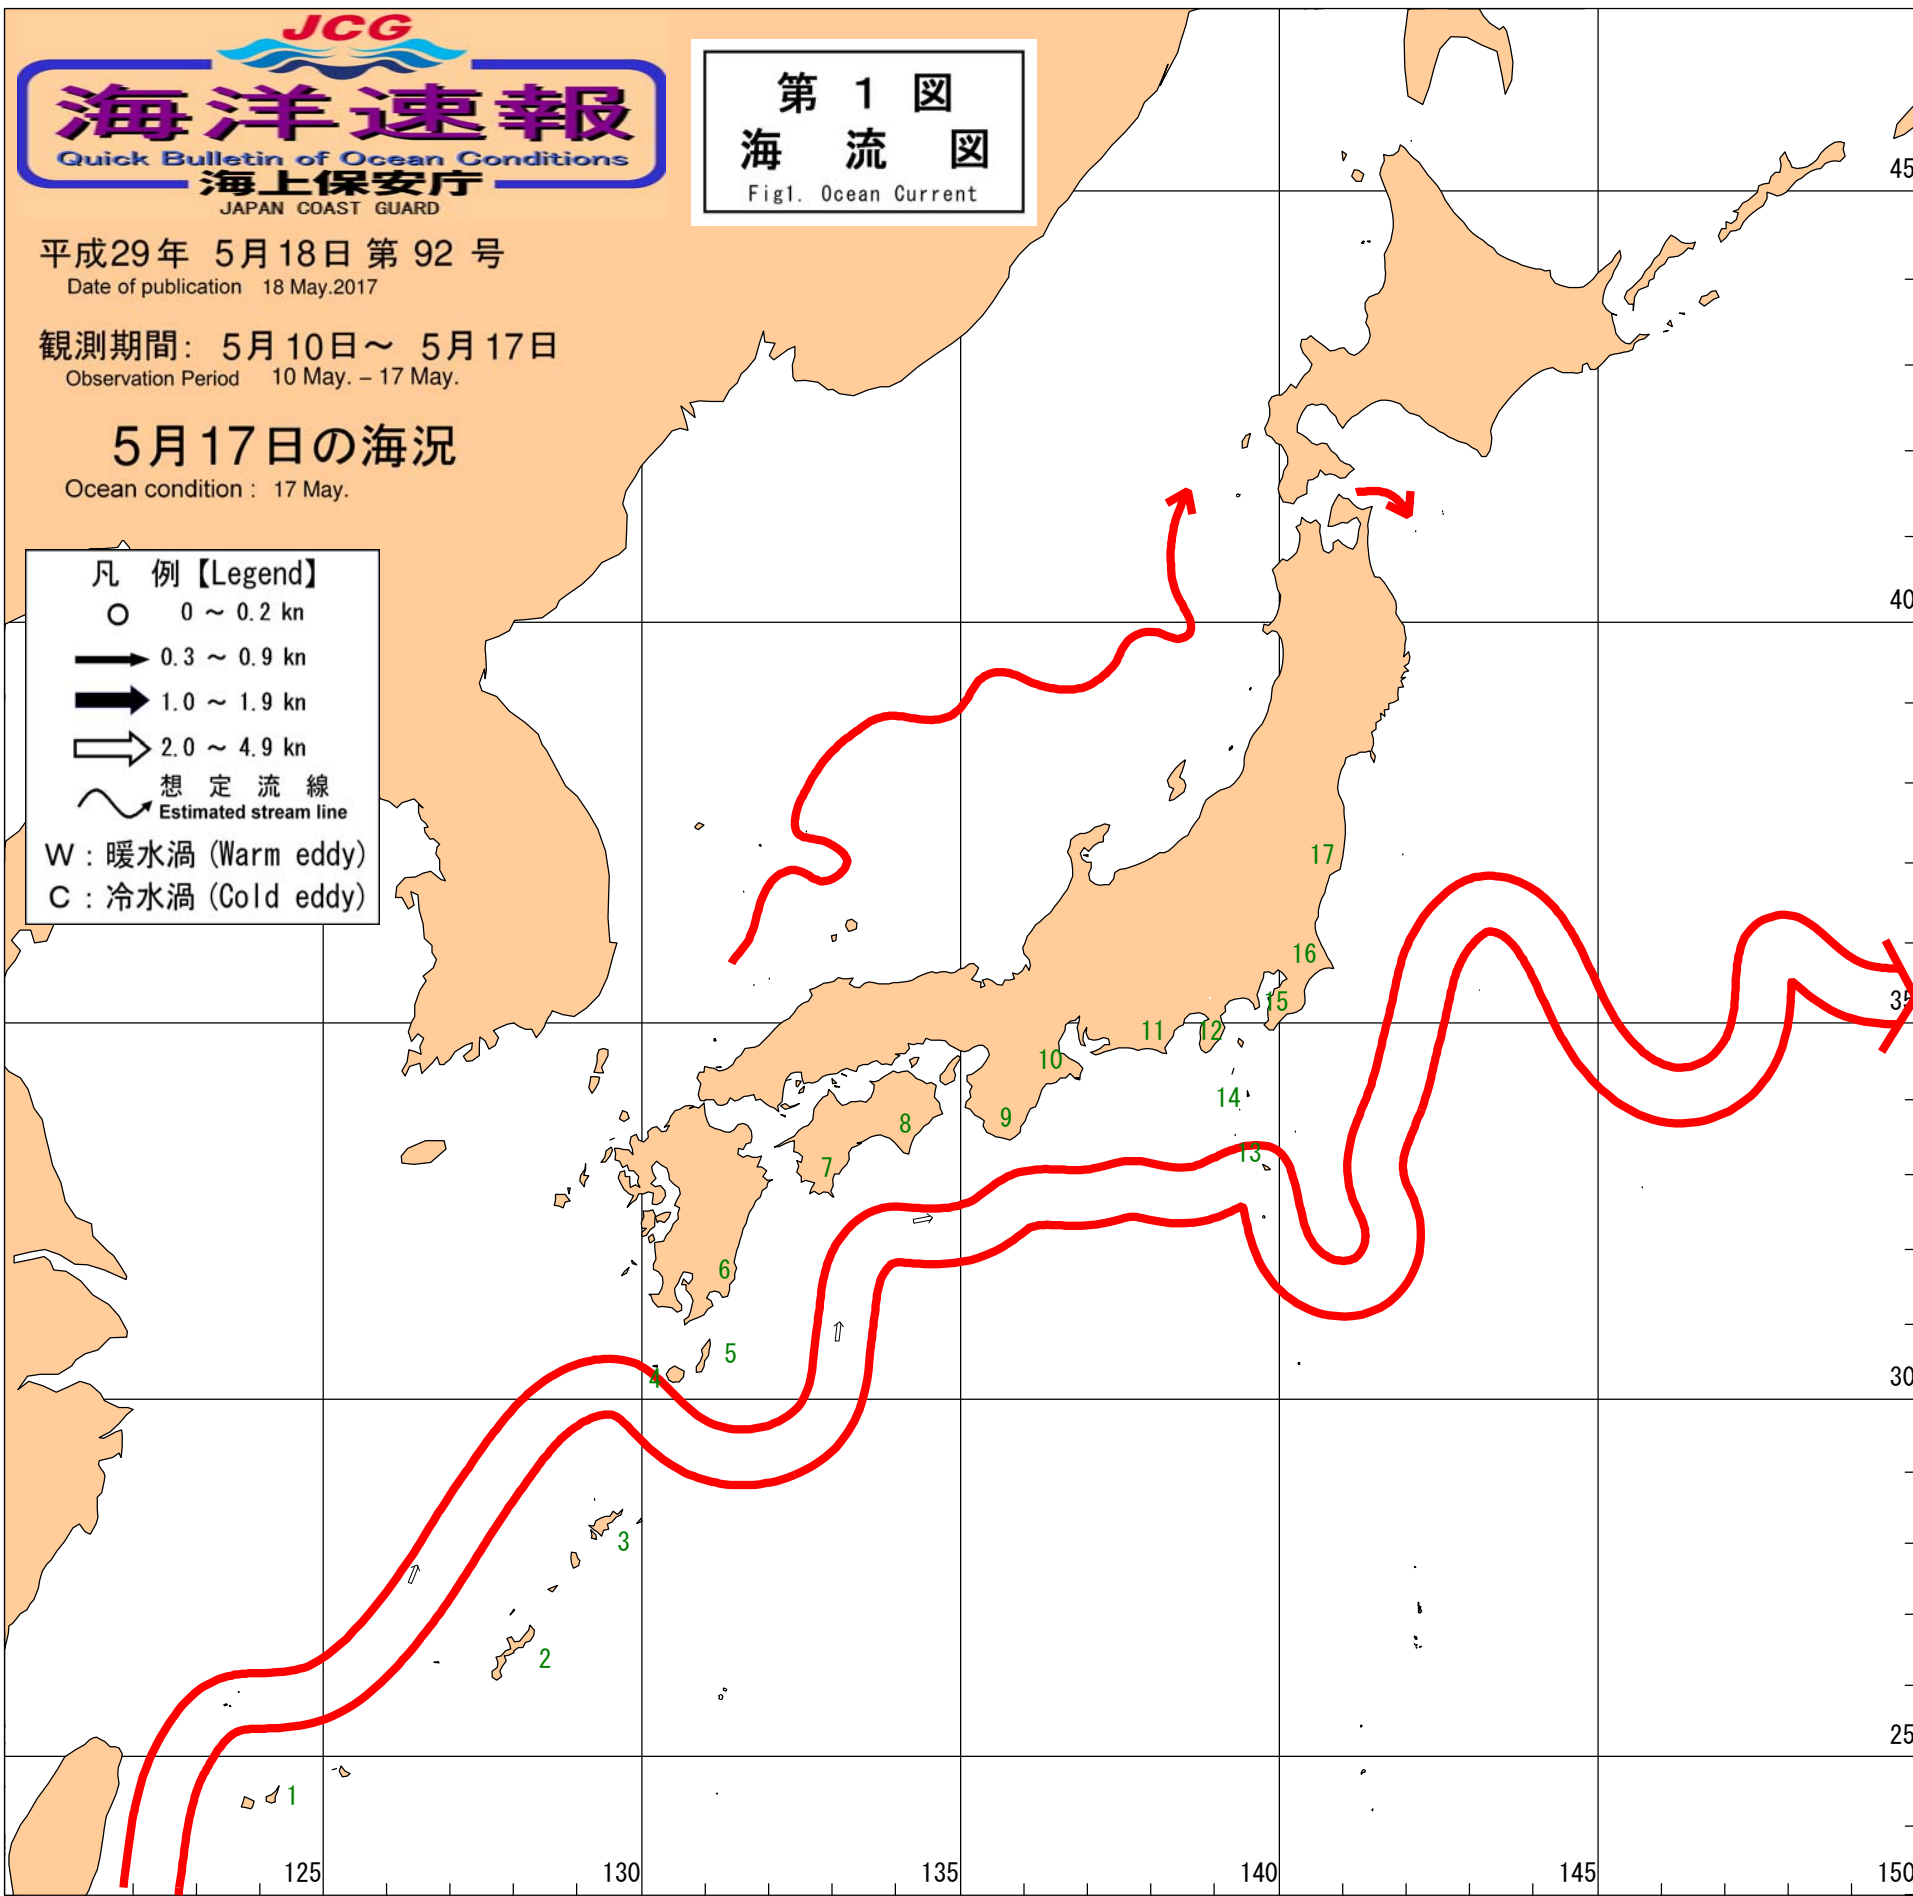 JCG
海洋速報
Quick Bulletin of Ocean Conditions
海上保安庁
JAPAN COAST GUARD
第 1 図
海 流 図
Fig1. Ocean Current
平成29年 5月18日 第 92 号
Date of publication 18 May.2017
観測期間: 5月10日～ 5月17日
Observation Period 10 May. – 17 May.
5月17日の海況
Ocean condition : 17 May.
凡 例【Legend】
0 ～ 0.2 kn
0.3 ～ 0.9 kn
1.0 ～ 1.9 kn
2.0 ～ 4.9 kn
想 定 流 線
Estimated stream line
W : 暖水渦 (Warm eddy)
C : 冷水渦 (Cold eddy)
45
40
35
30
25
17
16
15
12
11
10
14
9
8
13
7
6
5
4
3
2
1
125
130
135
140
145
150